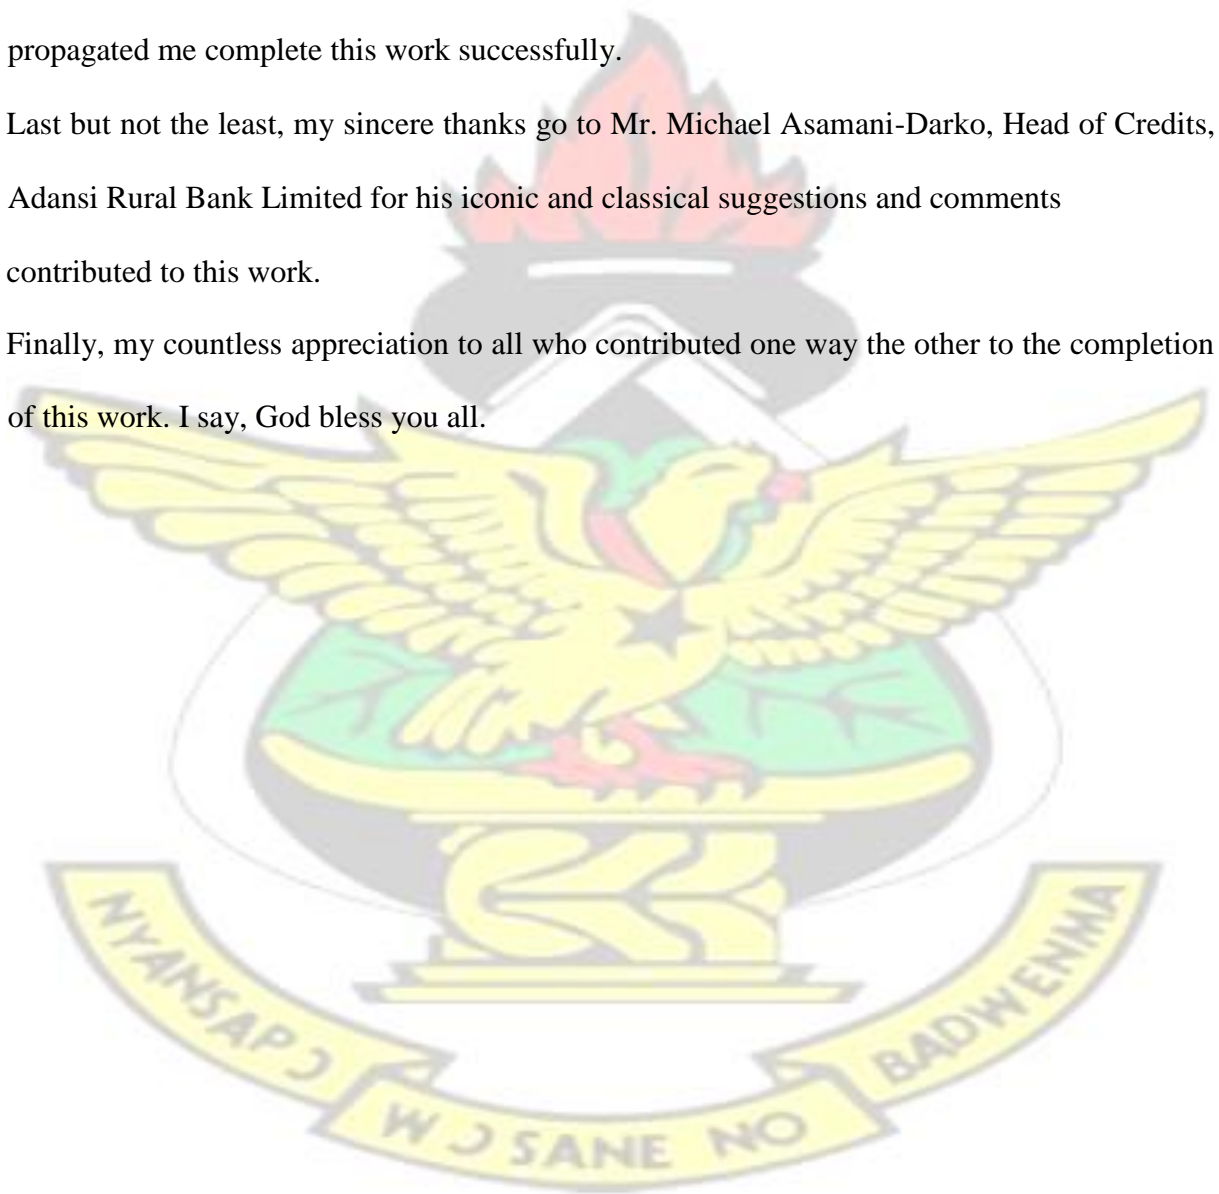 propagated me complete this work successfully.
Last but not the least, my sincere thanks go to Mr. Michael Asamani-Darko, Head of Credits,
Adansi Rural Bank Limited for his iconic and classical suggestions and comments
contributed to this work.
Finally, my countless appreciation to all who contributed one way the other to the completion
of this work. I say, God bless you all.
NYANSAPƆ
WƆSANE NO
BADWENMA